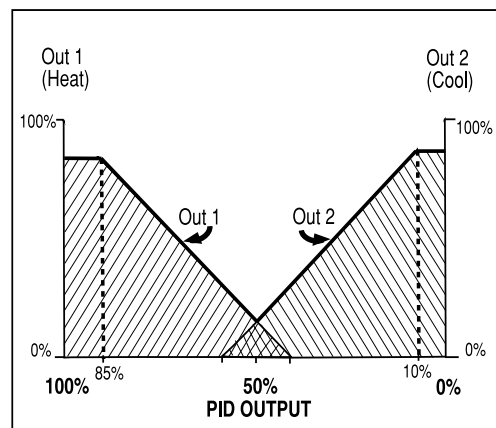 Out 1
(Heat)
Out 2
(Cool)
100%
100%
Out 1
Out 2
0%
0%
85%
10%
100%
50%
0%
PID OUTPUT